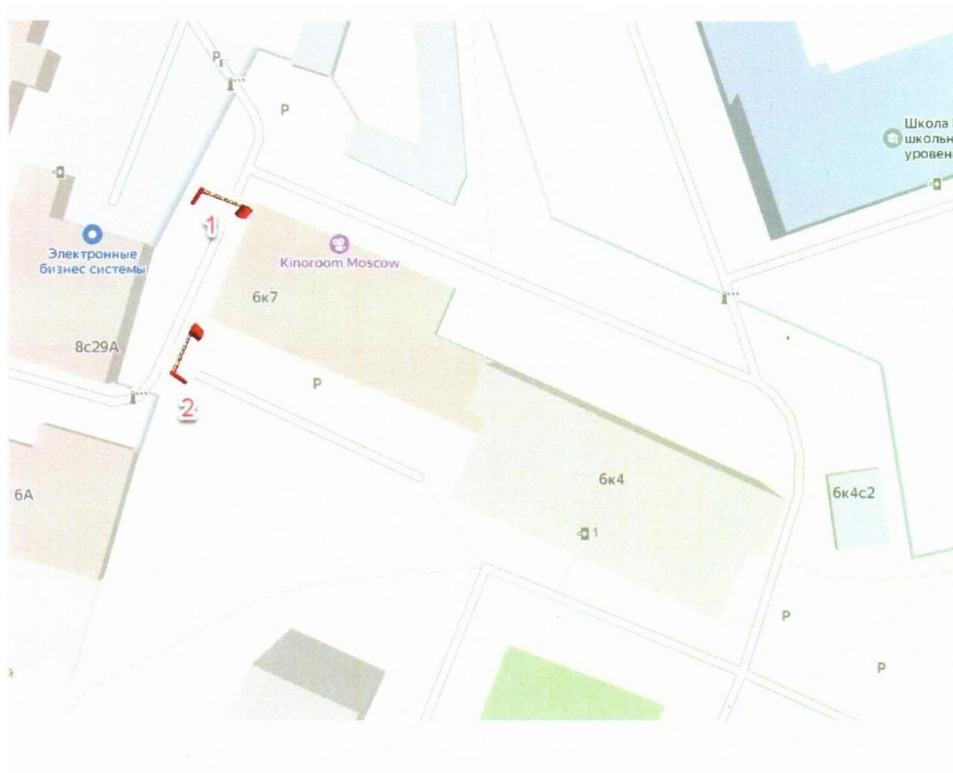 P
P
Школа
школьн
уровен
1
Электронные
бизнес системы
Kinoroom Moscow
6к7
8с29А
P
2
6А
6к4
6к4с2
1
P
P
й